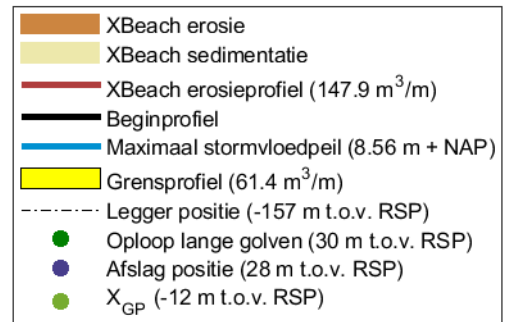 XBeach erosie
XBeach sedimentatie
XBeach erosieprofiel (147.9 m³/m)
Beginprofiel
Maximaal stormvloedpeil (8.56 m + NAP)
Grensprofiel (61.4 m³/m)
Legger positie (-157 m t.o.v. RSP)
Oploop lange golven (30 m t.o.v. RSP)
Afslag positie (28 m t.o.v. RSP)
X_GP (-12 m t.o.v. RSP)